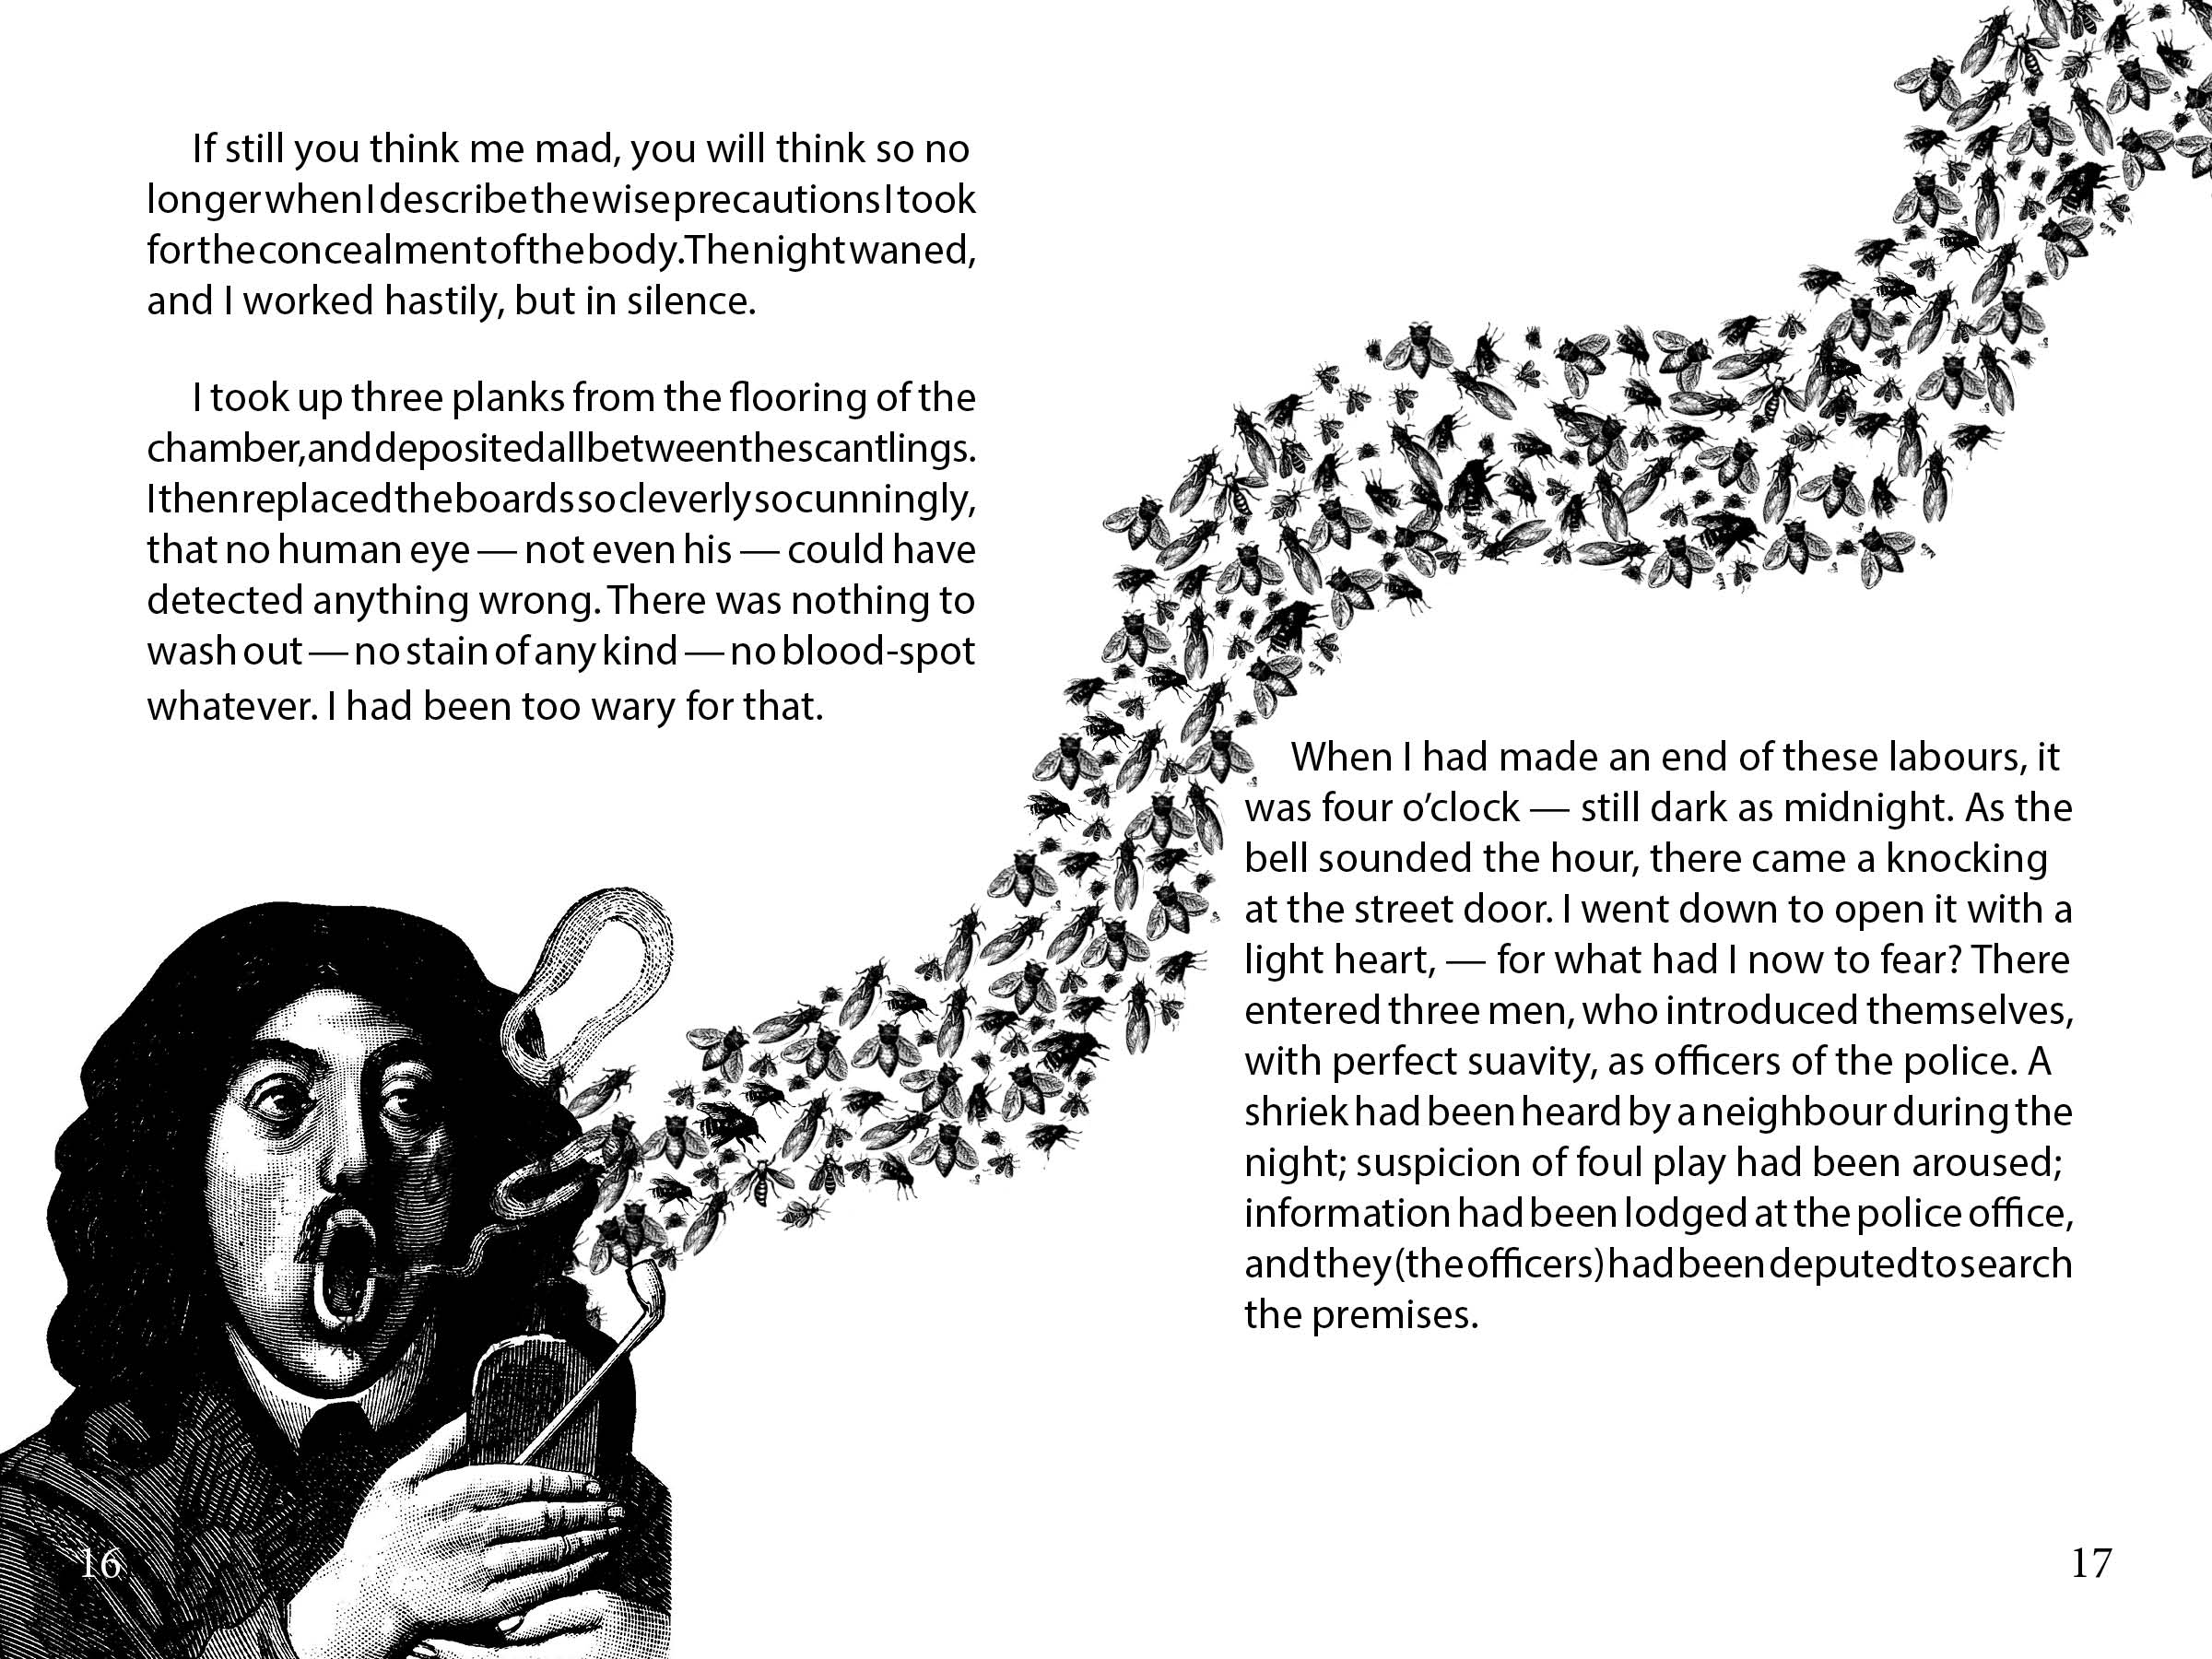 If still you think me mad, you will think so no
longer when I describe the wise precautions I took
for the concealment of the body. The night waned,
and I worked hastily, but in silence.
I took up three planks from the flooring of the
chamber, and deposited all between the scantlings.
I then replaced the boards so cleverly so cunningly,
that no human eye — not even his — could have
detected anything wrong. There was nothing to
wash out — no stain of any kind — no blood-spot
whatever. I had been too wary for that.
16
When I had made an end of these labours, it
was four o’clock — still dark as midnight. As the
bell sounded the hour, there came a knocking
at the street door. I went down to open it with a
light heart, — for what had I now to fear? There
entered three men, who introduced themselves,
with perfect suavity, as officers of the police. A
shriek had been heard by a neighbour during the
night; suspicion of foul play had been aroused;
information had been lodged at the police office,
and they (the officers) had been deputed to search
the premises.
17